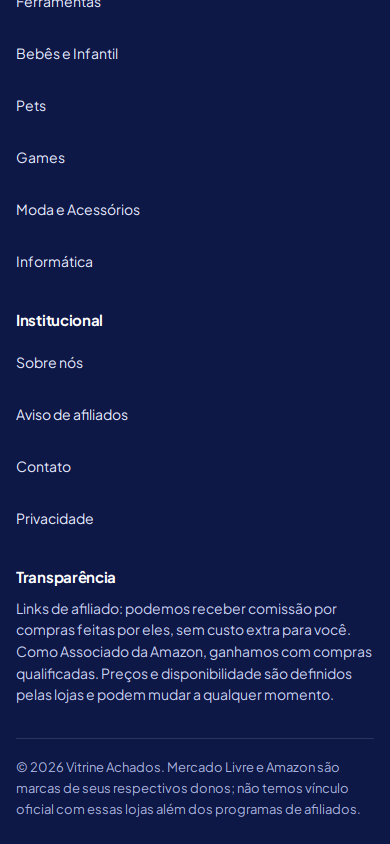 Ferramentas
Bebês e Infantil
Pets
Games
Moda e Acessórios
Informática
Institucional
Sobre nós
Aviso de afiliados
Contato
Privacidade
Transparência
Links de afiliado: podemos receber comissão por
compras feitas por eles, sem custo extra para você.
Como Associado da Amazon, ganhamos com compras
qualificadas. Preços e disponibilidade são definidos
pelas lojas e podem mudar a qualquer momento.
© 2026 Vitrine Achados. Mercado Livre e Amazon são
marcas de seus respectivos donos; não temos vínculo
oficial com essas lojas além dos programas de afiliados.